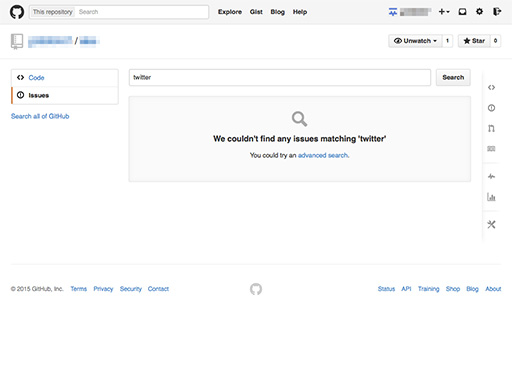 This repository Search Explore Gist Blog Help
/
Unwatch 1 Star 0
Code
Issues
Search all of GitHub
twitter Search
We couldn't find any issues matching 'twitter'
You could try an advanced search.
© 2015 GitHub, Inc. Terms Privacy Security Contact Status API Training Shop Blog About